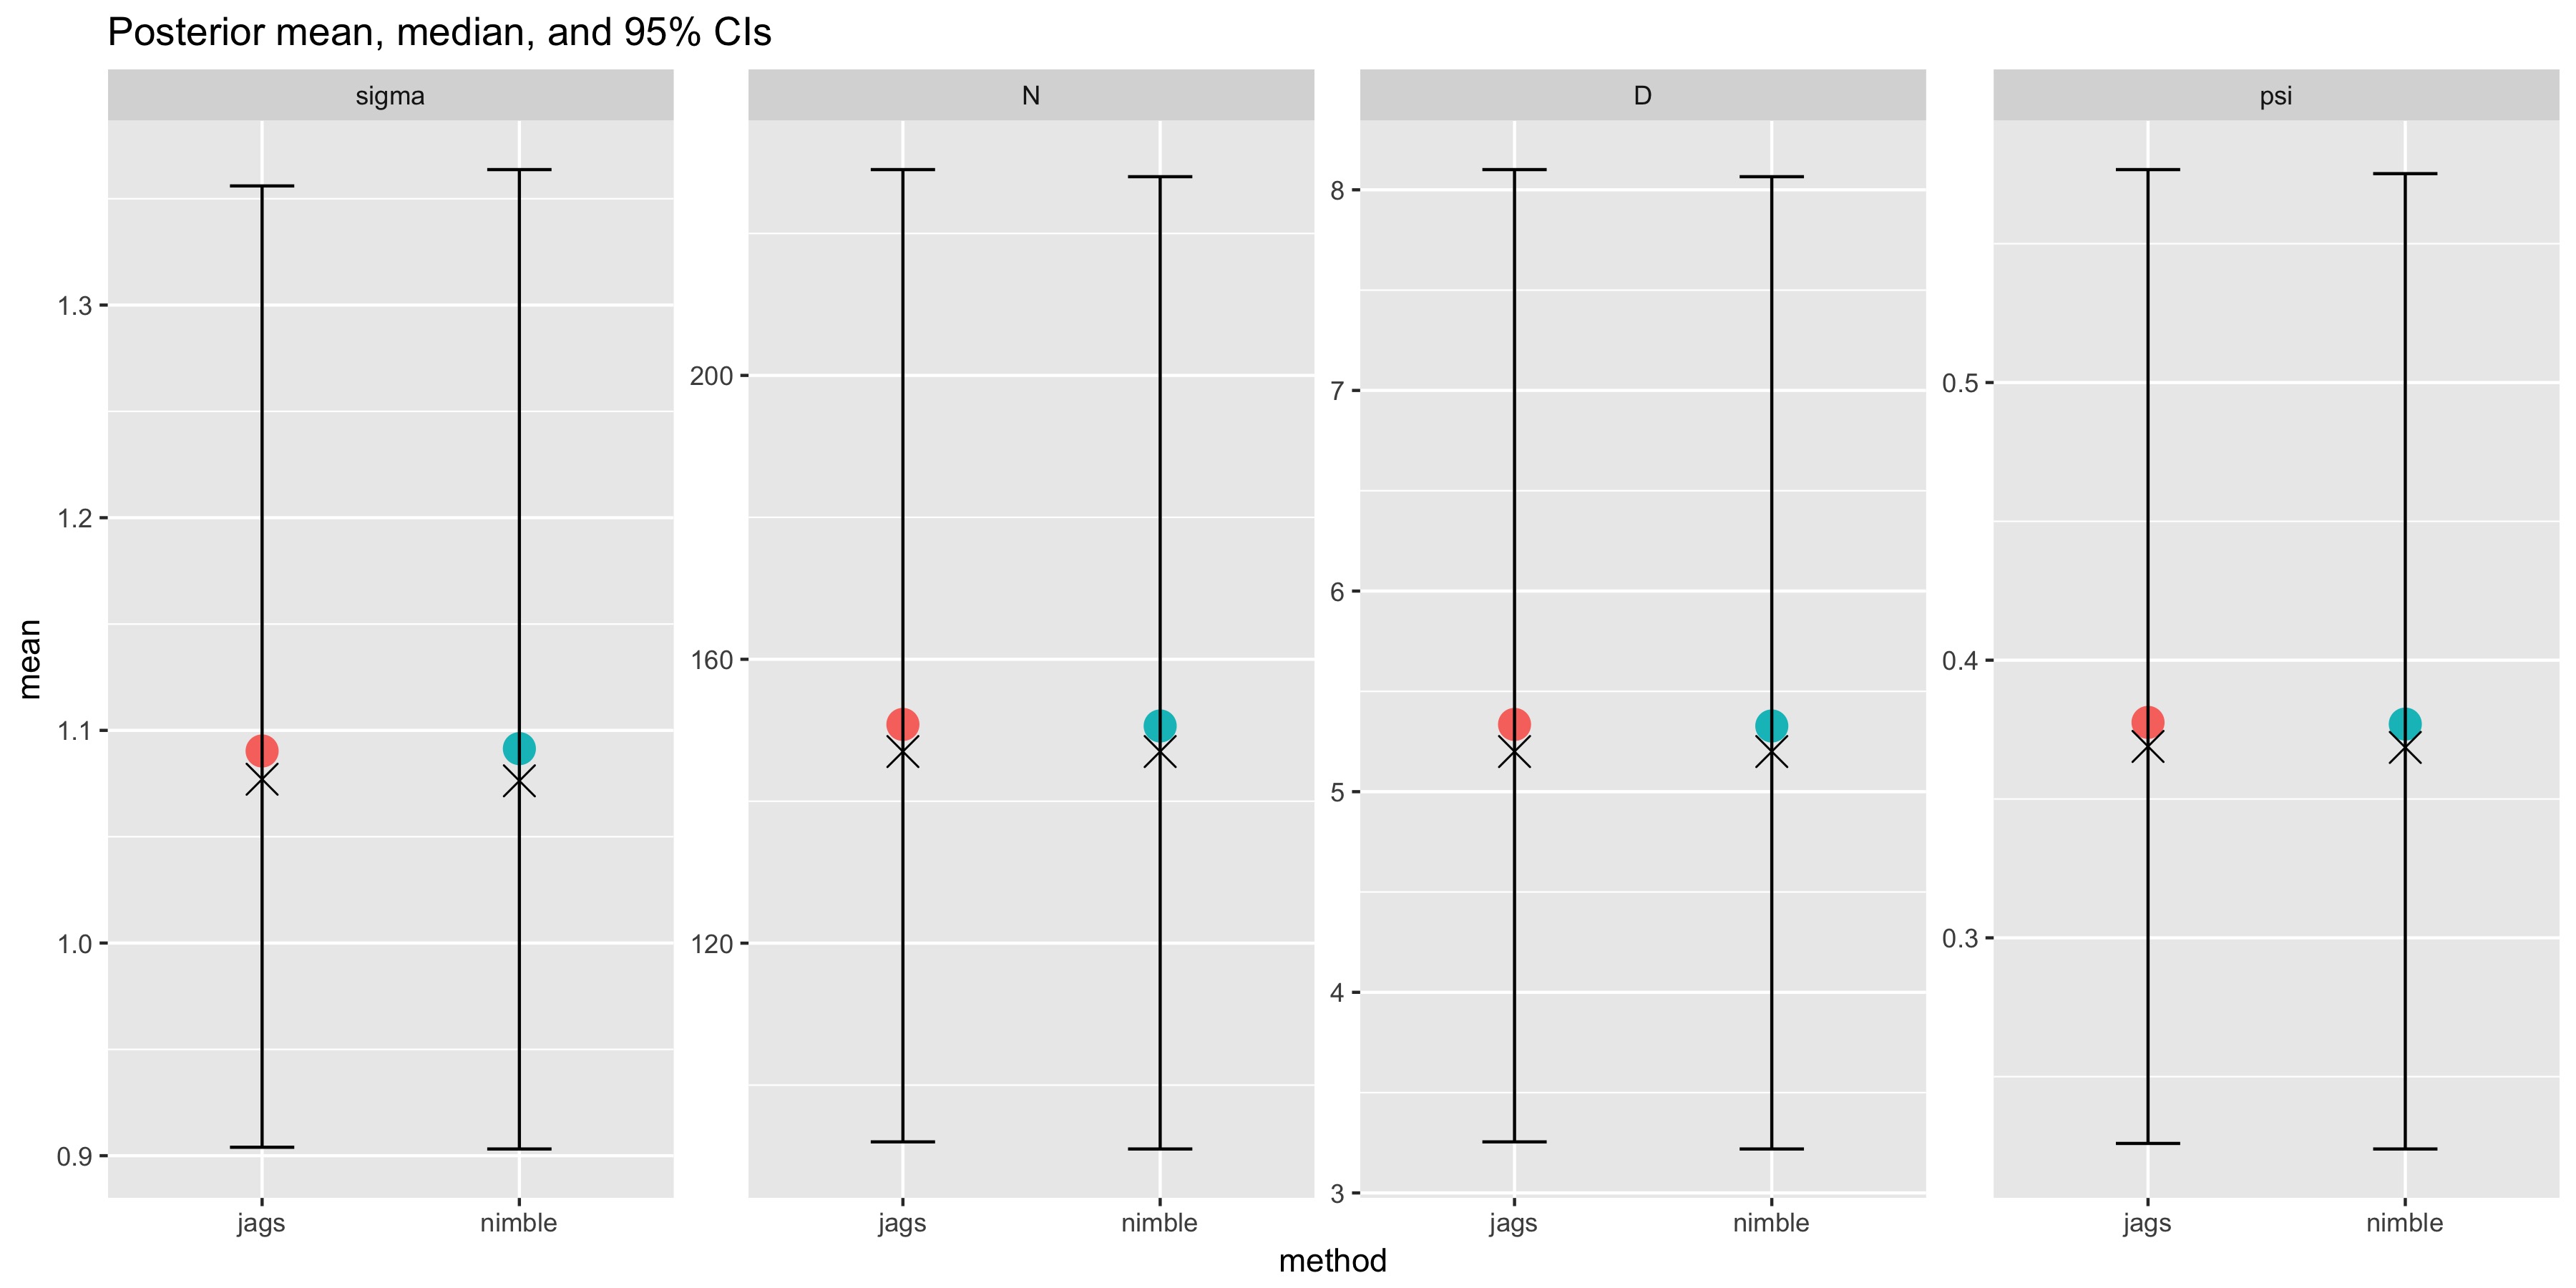 Posterior mean, median, and 95% CIs
sigma
N
D
psi
mean
1.3
1.2
1.1
1.0
0.9
200
160
120
8
7
6
5
4
3
0.5
0.4
0.3
jags
nimble
jags
nimble
jags
nimble
jags
nimble
method